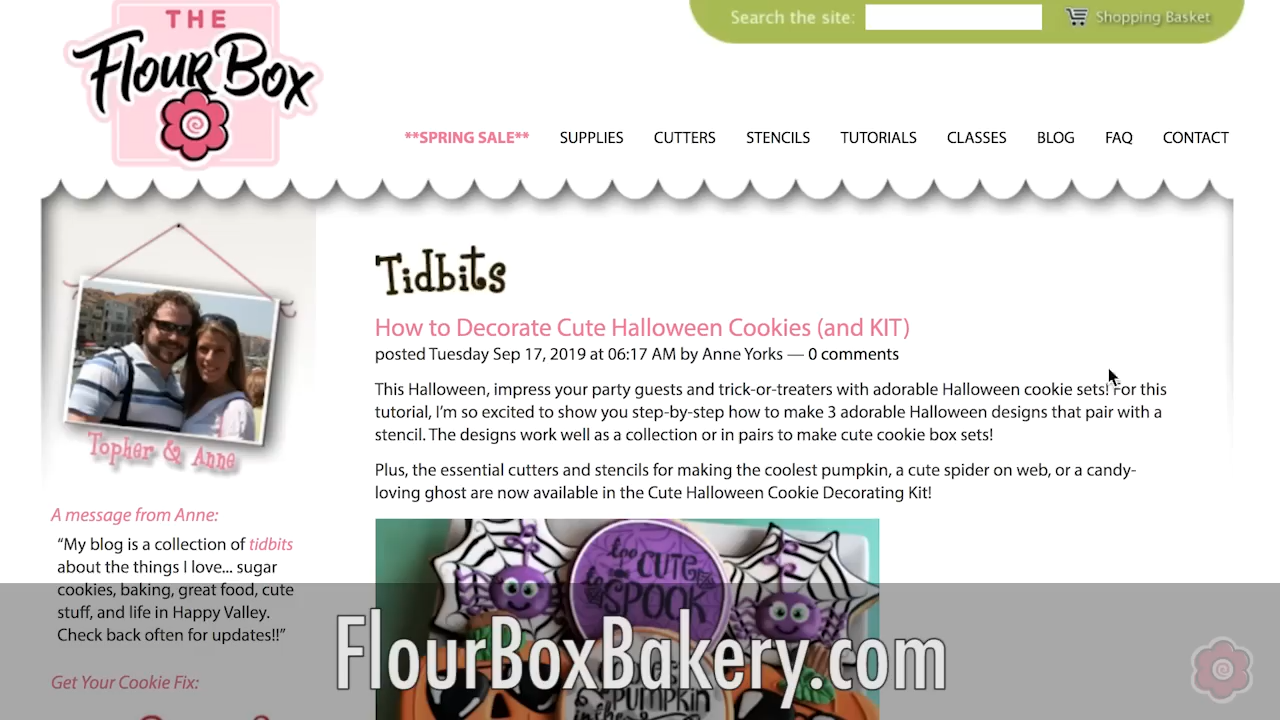 THE
Flour Box
Search the site:
Shopping Basket
**SPRING SALE** SUPPLIES CUTTERS STENCILS TUTORIALS CLASSES BLOG FAQ CONTACT
Topher & Anne
A message from Anne:
“My blog is a collection of tidbits
about the things I love... sugar
cookies, baking, great food, cute
stuff, and life in Happy Valley.
Check back often for updates!!”
Get Your Cookie Fix:
Tidbits
How to Decorate Cute Halloween Cookies (and KIT)
posted Tuesday Sep 17, 2019 at 06:17 AM by Anne Yorks — 0 comments
This Halloween, impress your party guests and trick-or-treaters with adorable Halloween cookie sets! For this
tutorial, I’m so excited to show you step-by-step how to make 3 adorable Halloween designs that pair with a
stencil. The designs work well as a collection or in pairs to make cute cookie box sets!
Plus, the essential cutters and stencils for making the coolest pumpkin, a cute spider on web, or a candy-
loving ghost are now available in the Cute Halloween Cookie Decorating Kit!
too CUTE
to
SPOOK
PUMPKIN
in the
FlourBoxBakery.com